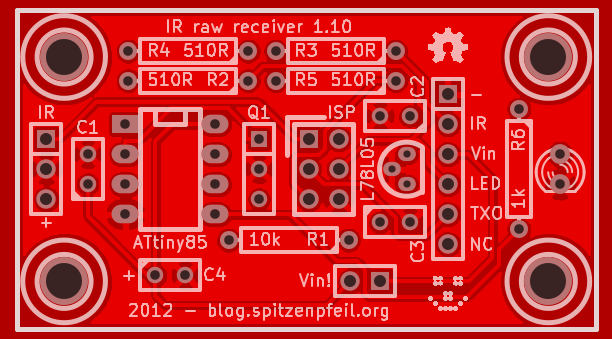 IR raw receiver 1.10
R4 510R
R3 510R
510R R2
R5 510R
C2
-
IR
C1
Q1
ISP
IR
Vin
L78L05
R6
1k
LED
TXO
+
ATtiny85
10k R1
C3
NC
+
C4
Vin!
2012 - blog.spitzenpfeil.org